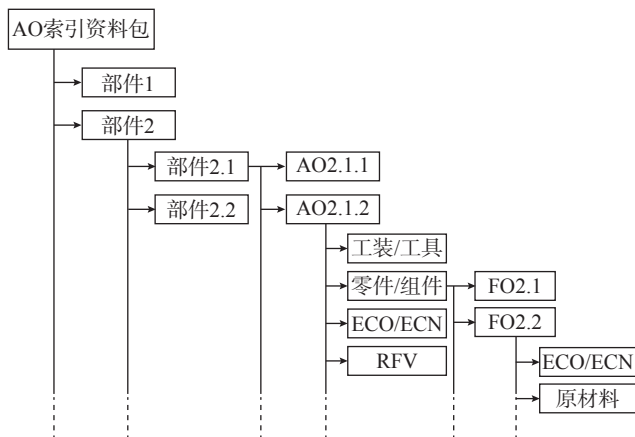 AO索引资料包
部件1
部件2
部件2.1
AO2.1.1
部件2.2
AO2.1.2
工装/工具
零件/组件
FO2.1
ECO/ECN
FO2.2
RFV
ECO/ECN
原材料